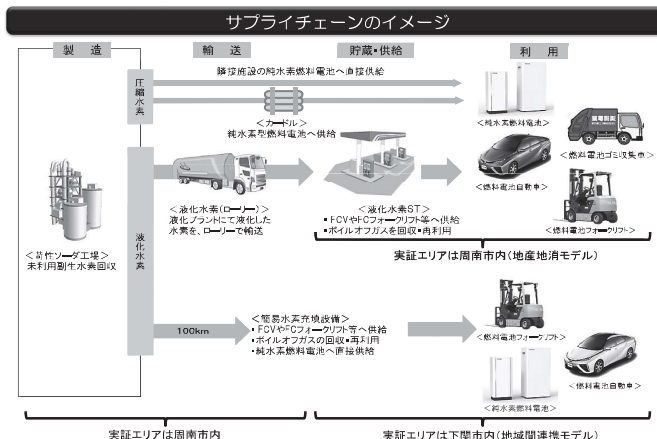 サプライチェーンのイメージ
製造
輸送
貯蔵・供給
利用
圧縮水素
隣接施設の純水素燃料電池へ直接供給
＜カードル＞
純水素型燃料電池へ供給
＜純水素燃料電池＞
＜燃料電池ゴミ収集車＞
＜燃料電池自動車＞
＜燃料電池フォークリフト＞
液化水素
＜液化水素(ローリー)＞
液化プラントにて液化した
水素を、ローリーで輸送
＜液化水素ST＞
・FCVやFCフォークリフト等へ供給
・ボイルオフガスを回収・再利用
＜苛性ソーダ工場＞
未利用副生水素回収
実証エリアは周南市内(地産地消モデル)
100km
＜簡易水素充填設備＞
・FCVやFCフォークリフト等へ供給
・ボイルオフガスの回収・再利用
・純水素燃料電池へ直接供給
＜燃料電池フォークリフト＞
＜燃料電池自動車＞
＜純水素燃料電池＞
実証エリアは周南市内
実証エリアは下関市内(地域間連携モデル)